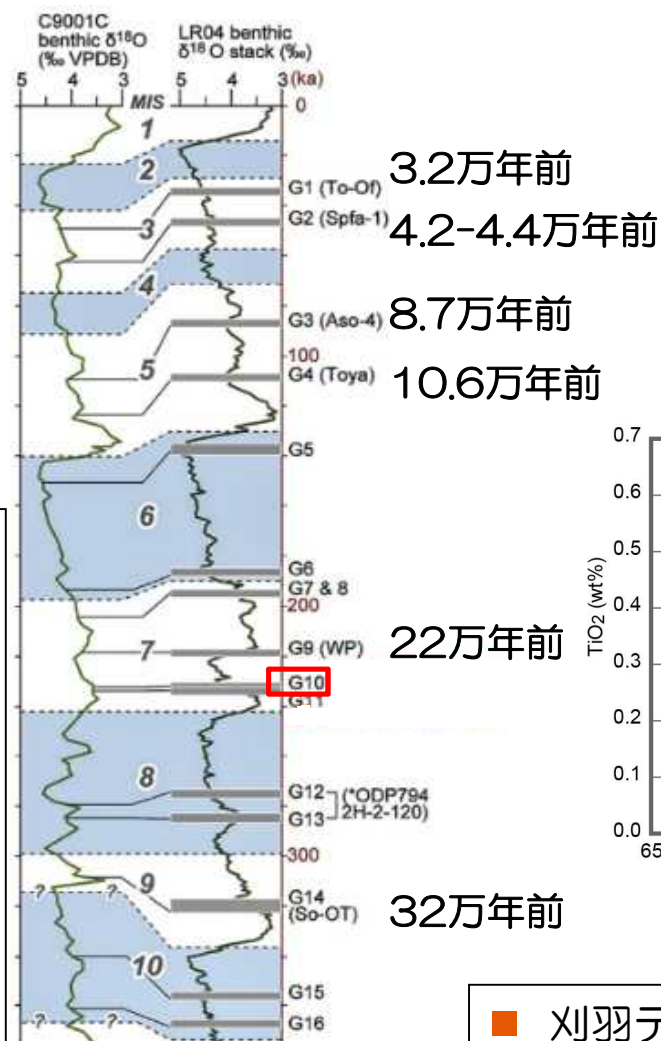 C9001C
benthic δ¹⁸O
(‰ VPDB)
LR04 benthic
δ¹⁸O stack (‰)
5 4 3
5 4 3 (ka)
MIS
0
1
2
3.2万年前
G1 (To-Of)
3
G2 (Spfa-1)
4.2-4.4万年前
4
G3 (Aso-4)
8.7万年前
100
5
G4 (Toya)
10.6万年前
G5
6
G6
G7 & 8
200
7
G9 (WP)
22万年前
G10
G11
8
G12
(*ODP794
G13
2H-2-120)
300
9
G14
(So-OT)
32万年前
? ?
10
G15
? ?
G16
TiO₂ (wt%)
0.7
0.6
0.5
0.4
0.3
0.2
0.1
0.0
65
■ 刈羽テ